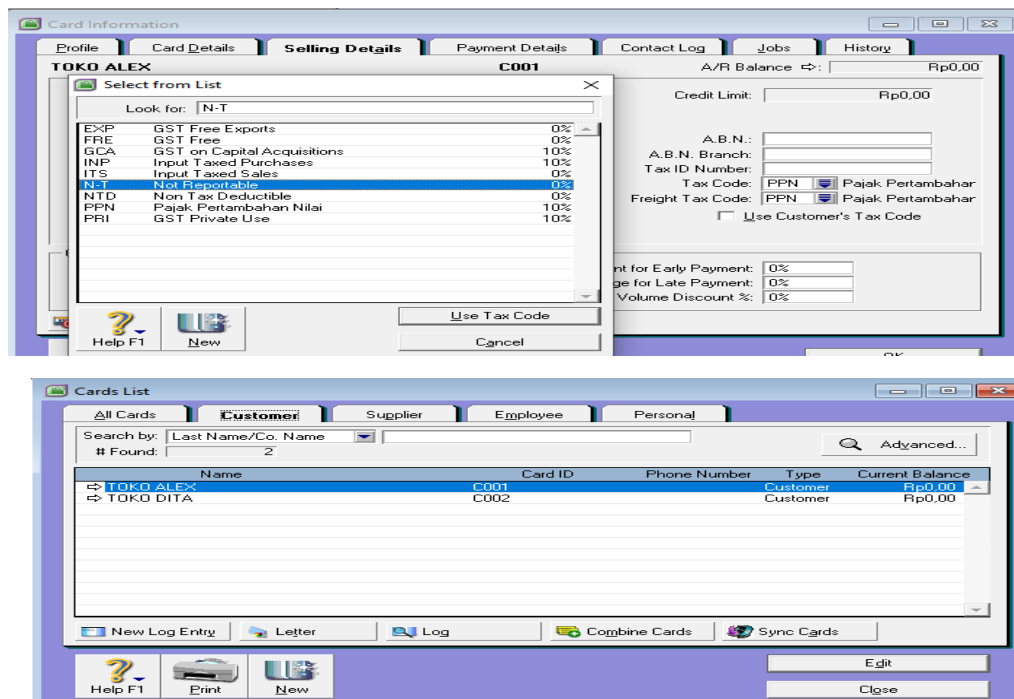 Card Information
Profile Card Details Selling Details Payment Details Contact Log Jobs History
TOKO ALEX C001 A/R Balance ⇨: Rp0,00
Select from List
Look for: N-T
EXP GST Free Exports 0%
FRE GST Free 0%
GCA GST on Capital Acquisitions 10%
INP Input Taxed Purchases 10%
ITS Input Taxed Sales 0%
N-T Not Reportable 0%
NTD Non Tax Deductible 0%
PPN Pajak Pertambahan Nilai 10%
PRI GST Private Use 10%
Use Tax Code
Help F1 New Cancel
Credit Limit: Rp0,00
A.B.N.:
A.B.N. Branch:
Tax ID Number:
Tax Code: PPN Pajak Pertambahar
Freight Tax Code: PPN Pajak Pertambahar
Use Customer's Tax Code
nt for Early Payment: 0%
ge for Late Payment: 0%
Volume Discount %: 0%
Cards List
All Cards Customer Supplier Employee Personal
Search by: Last Name/Co. Name
# Found: 2
Advanced...
Name Card ID Phone Number Type Current Balance
⇨ TOKO ALEX C001 Customer Rp0,00
⇨ TOKO DITA C002 Customer Rp0,00
New Log Entry Letter Log Combine Cards Sync Cards
Help F1 Print New
Edit
Close